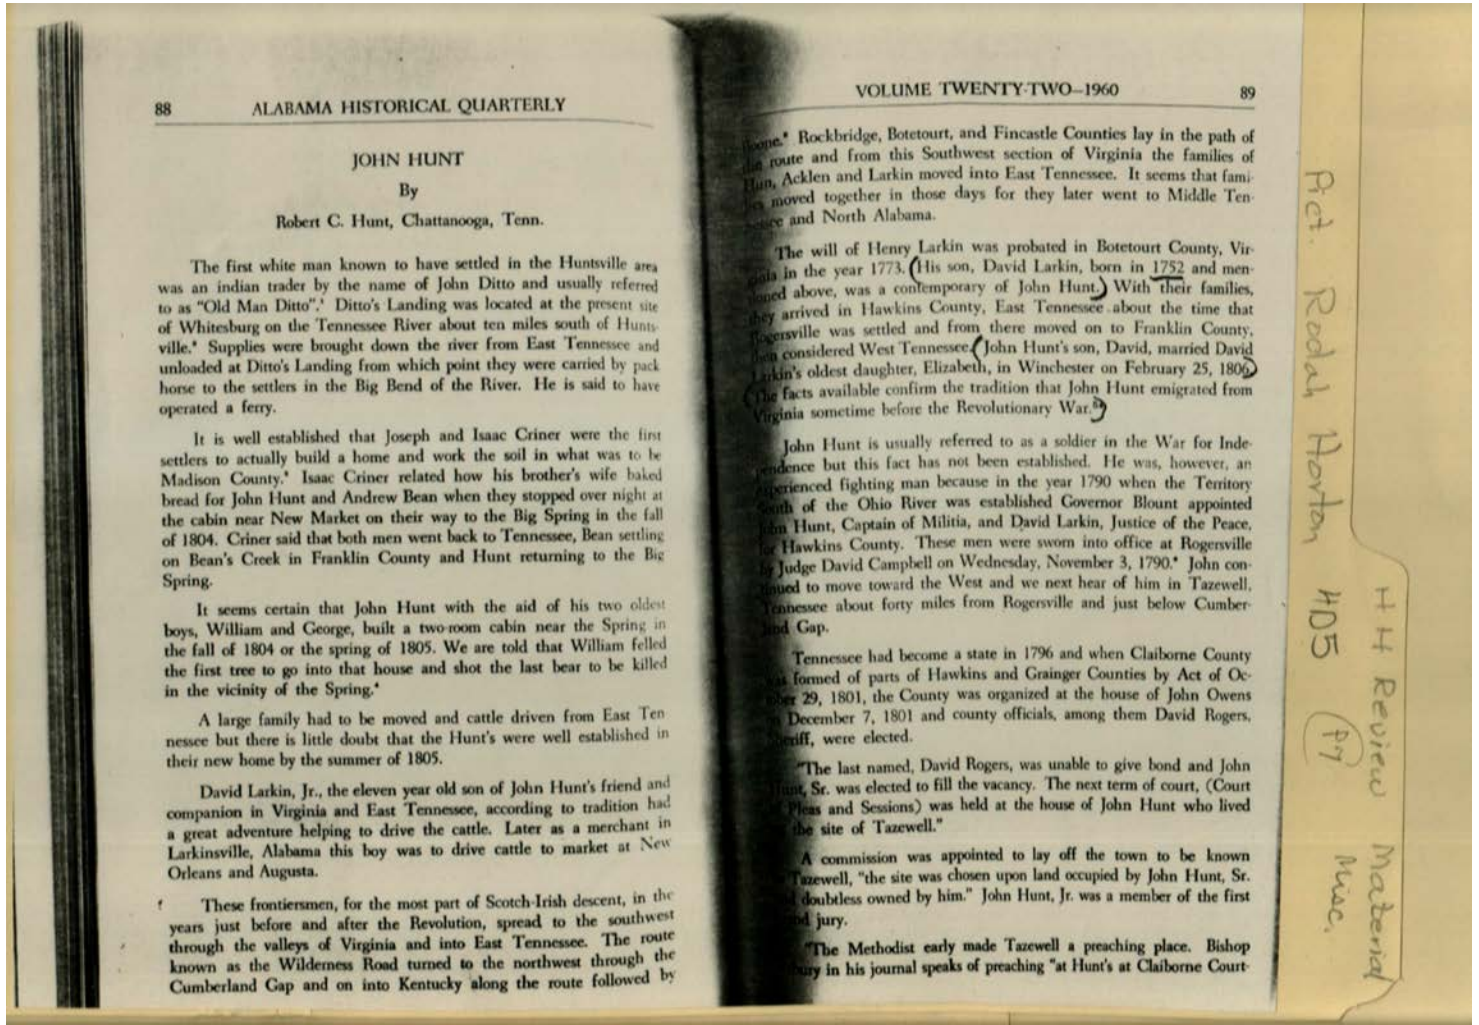 88 ALABAMA HISTORICAL QUARTERLY
JOHN HUNT
By
Robert C. Hunt, Chattanooga, Tenn.
The first white man known to have settled in the Huntsville area
was an indian trader by the name of John Ditto and usually referred
to as "Old Man Ditto".' Ditto's Landing was located at the present site
of Whitesburg on the Tennessee River about ten miles south of Hunts-
ville.* Supplies were brought down the river from East Tennessee and
unloaded at Ditto's Landing from which point they were carried by pack
horse to the settlers in the Big Bend of the River. He is said to have
operated a ferry.
It is well established that Joseph and Isaac Criner were the first
settlers to actually build a home and work the soil in what was to be
Madison County.* Isaac Criner related how his brother's wife baked
bread for John Hunt and Andrew Bean when they stopped over night at
the cabin near New Market on their way to the Big Spring in the fall
of 1804. Criner said that both men went back to Tennessee, Bean settling
on Bean's Creek in Franklin County and Hunt returning to the Big
Spring.
It seems certain that John Hunt with the aid of his two oldest
boys, William and George, built a two-room cabin near the Spring in
the fall of 1804 or the spring of 1805. We are told that William felled
the first tree to go into that house and shot the last bear to be killed
in the vicinity of the Spring.*
A large family had to be moved and cattle driven from East Ten
nessee but there is little doubt that the Hunt's were well established in
their new home by the summer of 1805.
David Larkin, Jr., the eleven year old son of John Hunt's friend and
companion in Virginia and East Tennessee, according to tradition had
a great adventure helping to drive the cattle. Later as a merchant in
Larkinsville, Alabama this boy was to drive cattle to market at New
Orleans and Augusta.
These frontiersmen, for the most part of Scotch-Irish descent, in the
years just before and after the Revolution, spread to the southwest
through the valleys of Virginia and into East Tennessee. The route
known as the Wilderness Road turned to the northwest through the
Cumberland Gap and on into Kentucky along the route followed by
VOLUME TWENTY-TWO—1960 89
Boone.* Rockbridge, Botetourt, and Fincastle Counties lay in the path of
the route and from this Southwest section of Virginia the families of
Hun, Acklen and Larkin moved into East Tennessee. It seems that fami-
moved together in those days for they later went to Middle Ten-
nessee and North Alabama.
The will of Henry Larkin was probated in Botetourt County, Vir-
ginia in the year 1773. (His son, David Larkin, born in 1752 and men-
tioned above, was a contemporary of John Hunt.) With their families,
they arrived in Hawkins County, East Tennessee about the time that
Rogersville was settled and from there moved on to Franklin County,
then considered West Tennessee. (John Hunt's son, David, married David
Larkin's oldest daughter, Elizabeth, in Winchester on February 25, 1806)
(The facts available confirm the tradition that John Hunt emigrated from
Virginia sometime before the Revolutionary War.)
John Hunt is usually referred to as a soldier in the War for Inde-
pendence but this fact has not been established. He was, however, an
experienced fighting man because in the year 1790 when the Territory
South of the Ohio River was established Governor Blount appointed
John Hunt, Captain of Militia, and David Larkin, Justice of the Peace,
for Hawkins County. These men were sworn into office at Rogersville
by Judge David Campbell on Wednesday, November 3, 1790.* John con-
tinued to move toward the West and we next hear of him in Tazewell,
Tennessee about forty miles from Rogersville and just below Cumber-
land Gap.
Tennessee had become a state in 1796 and when Claiborne County
was formed of parts of Hawkins and Grainger Counties by Act of Oc-
tober 29, 1801, the County was organized at the house of John Owens
on December 7, 1801 and county officials, among them David Rogers,
Sheriff, were elected.
"The last named, David Rogers, was unable to give bond and John
Hunt, Sr. was elected to fill the vacancy. The next term of court, (Court
Pleas and Sessions) was held at the house of John Hunt who lived
the site of Tazewell."
A commission was appointed to lay off the town to be known
Tazewell, "the site was chosen upon land occupied by John Hunt, Sr.
doubtless owned by him." John Hunt, Jr. was a member of the first
jury.
"The Methodist early made Tazewell a preaching place. Bishop
in his journal speaks of preaching "at Hunt's at Claiborne Court-
Pict. Rodah Horton HD5 P7 Misc.
HH Review Material